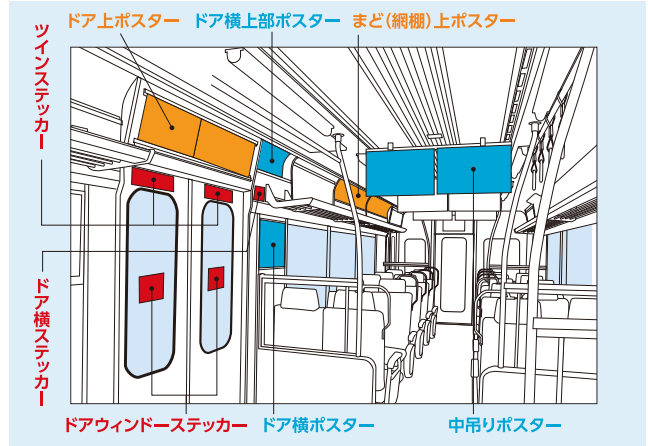 ドア上ポスター
ドア横上部ポスター
まど(網棚)上ポスター
ツインステッカー
ドア横ステッカー
ドアウィンドーステッカー
ドア横ポスター
中吊りポスター